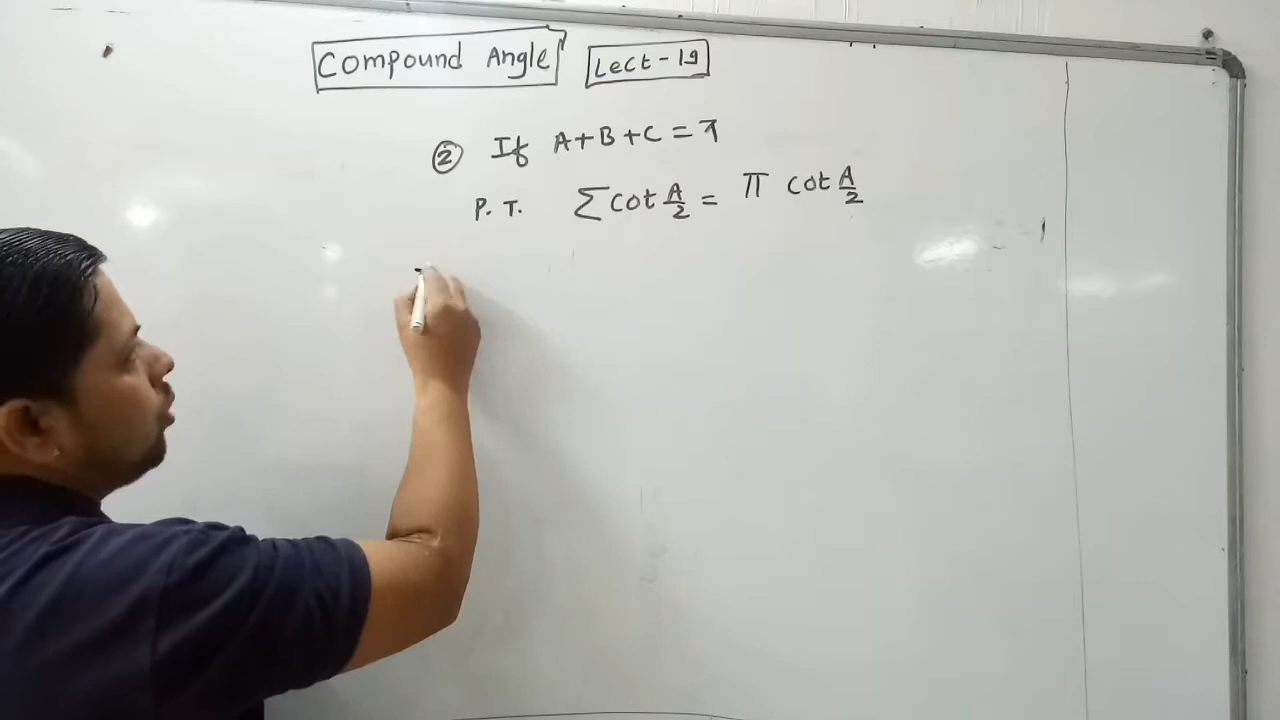 Compound Angle Lect-19
② If A+B+C = π
P. T. ∑ cot A/2 = π cot A/2